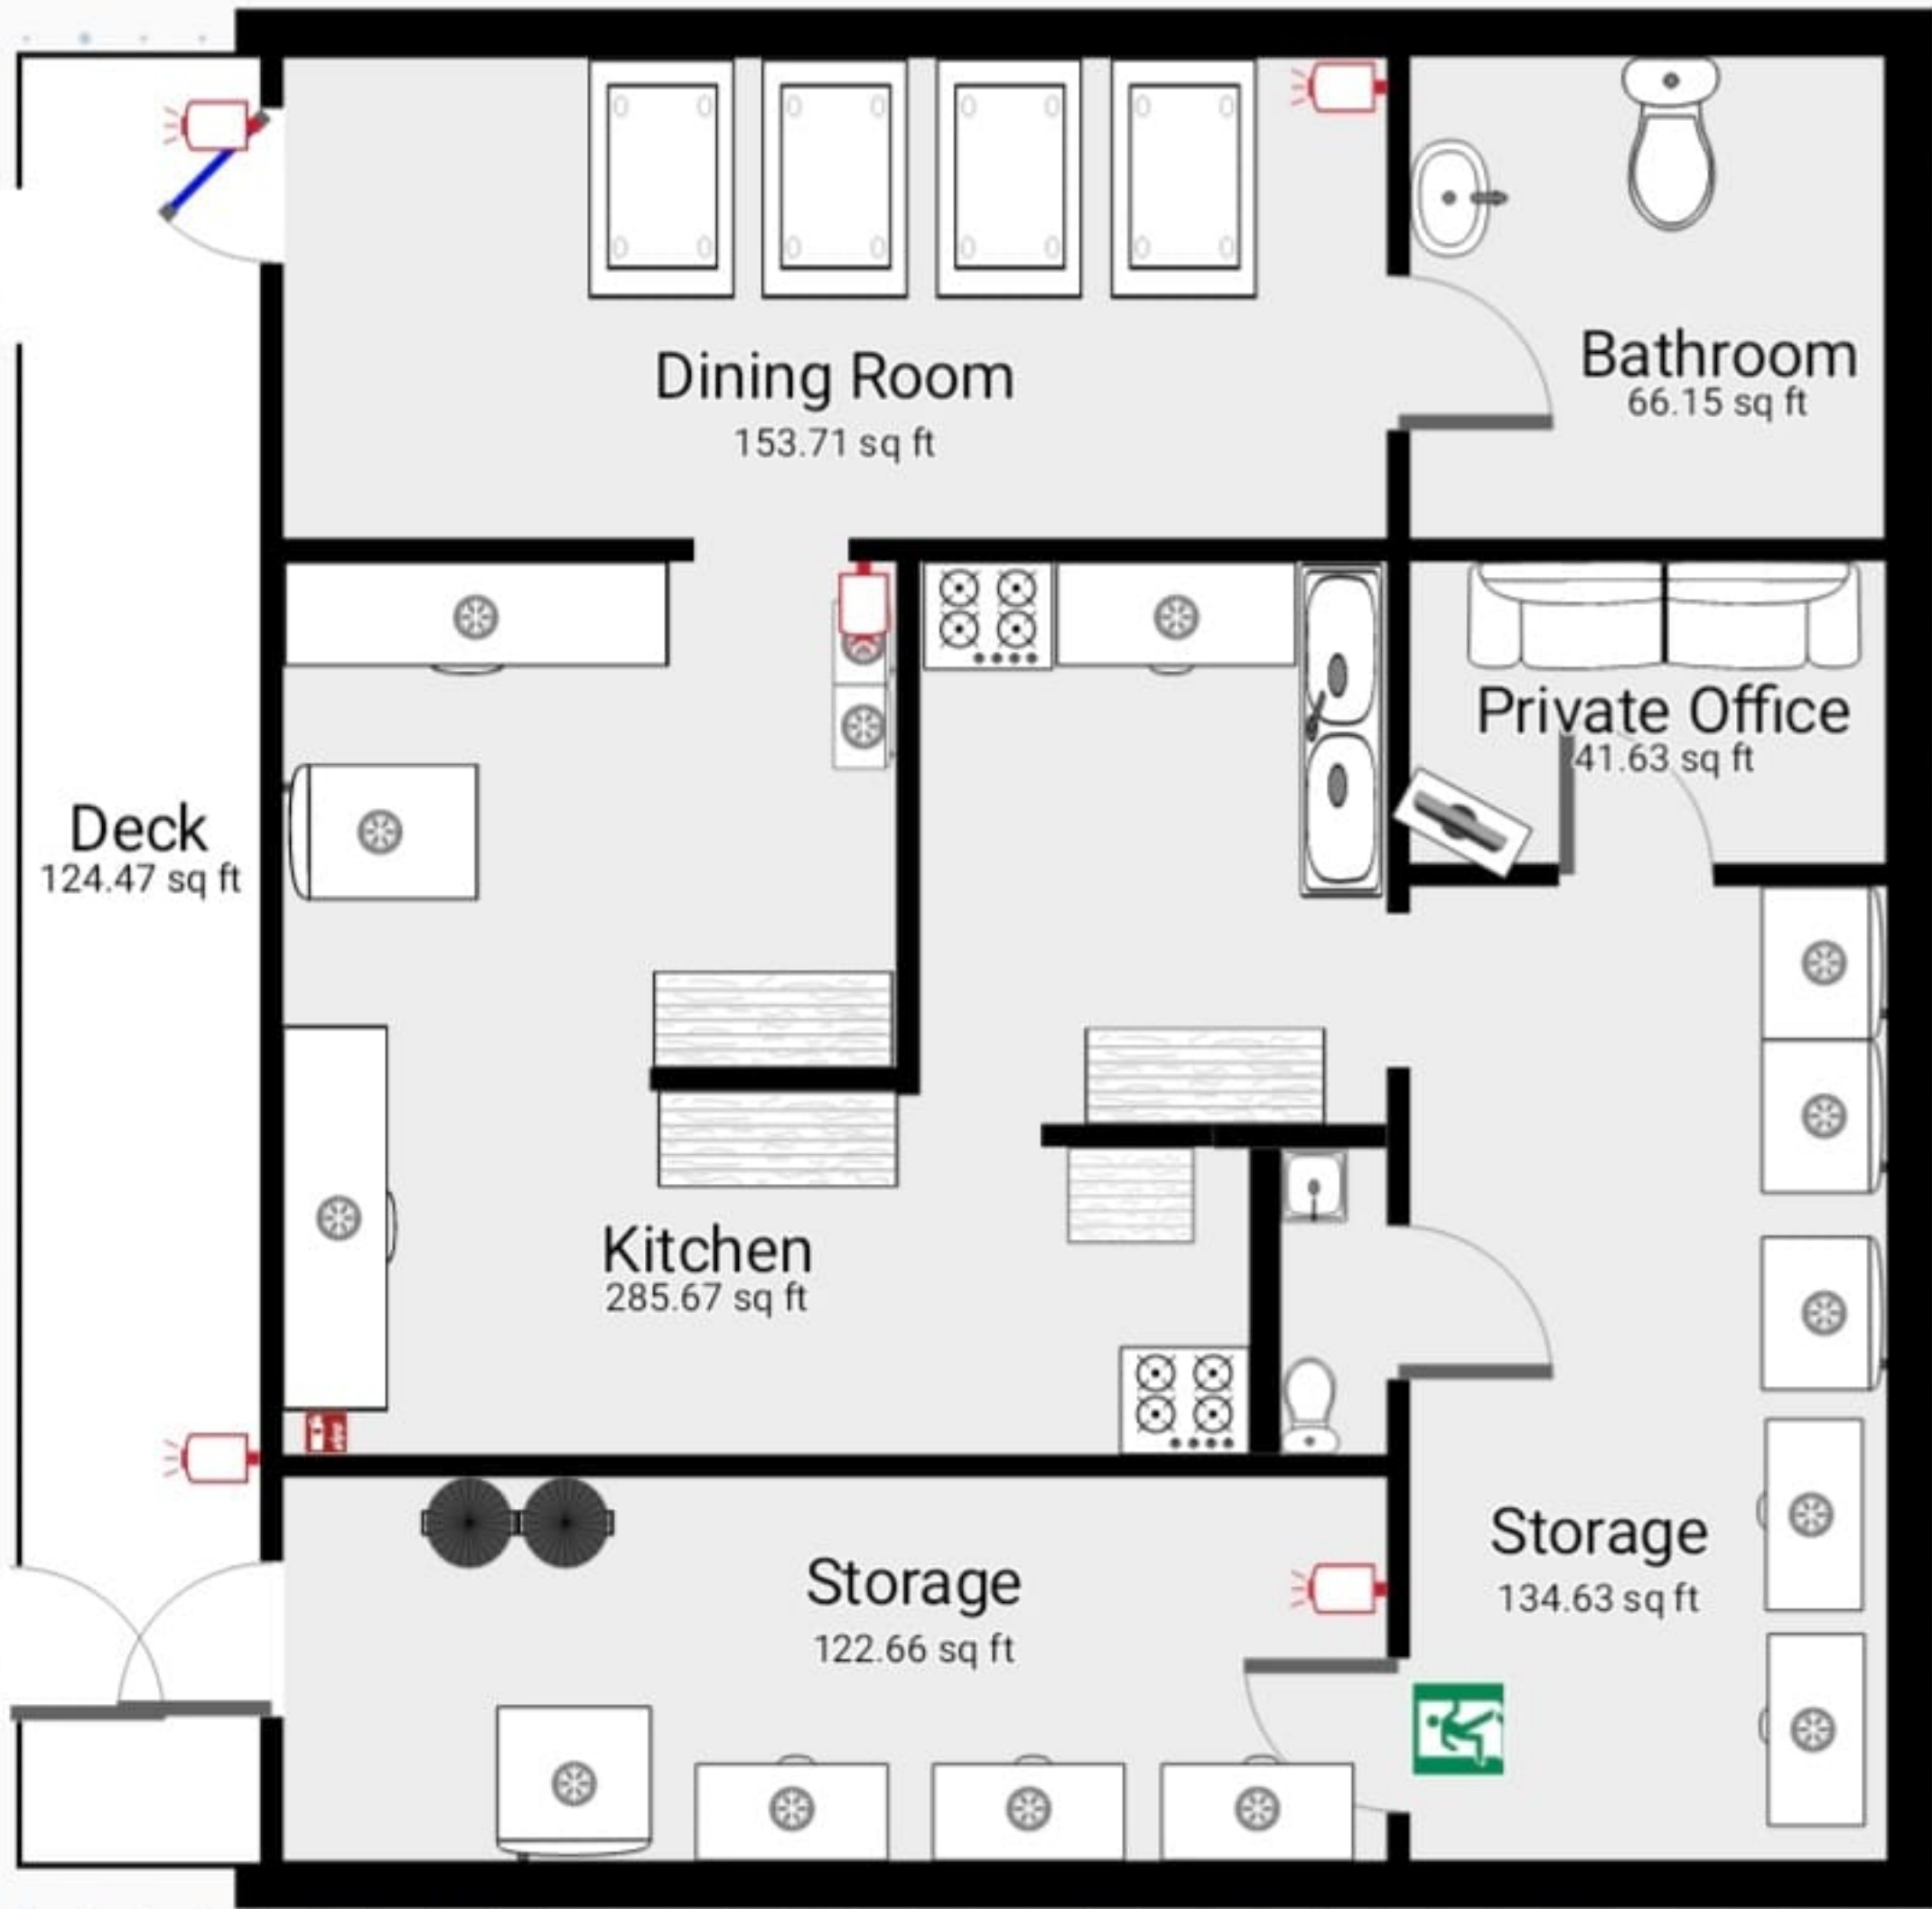 Dining Room
153.71 sq ft
Bathroom
66.15 sq ft
Private Office
41.63 sq ft
Deck
124.47 sq ft
Kitchen
285.67 sq ft
Storage
134.63 sq ft
Storage
122.66 sq ft